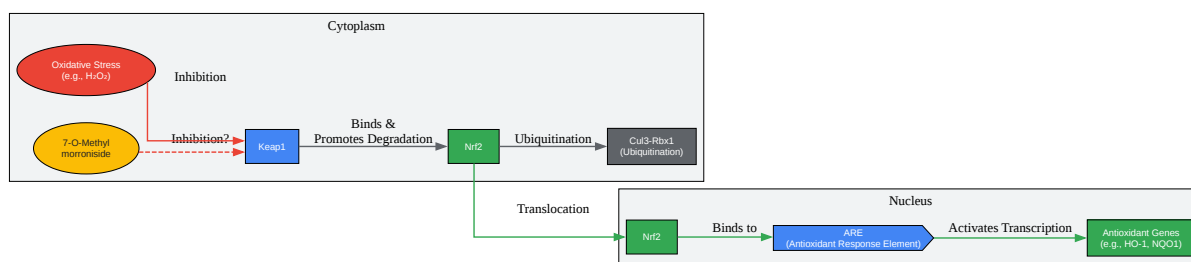 Cytoplasm
Oxidative Stress
(e.g., H₂O₂)
Inhibition
7-O-Methyl
morroniside
Inhibition?
Keap1
Binds &
Promotes Degradation
Nrf2
Ubiquitination
Cul3-Rbx1
(Ubiquitination)
Translocation
Nucleus
Nrf2
Binds to
ARE
(Antioxidant Response Element)
Activates Transcription
Antioxidant Genes
(e.g., HO-1, NQO1)